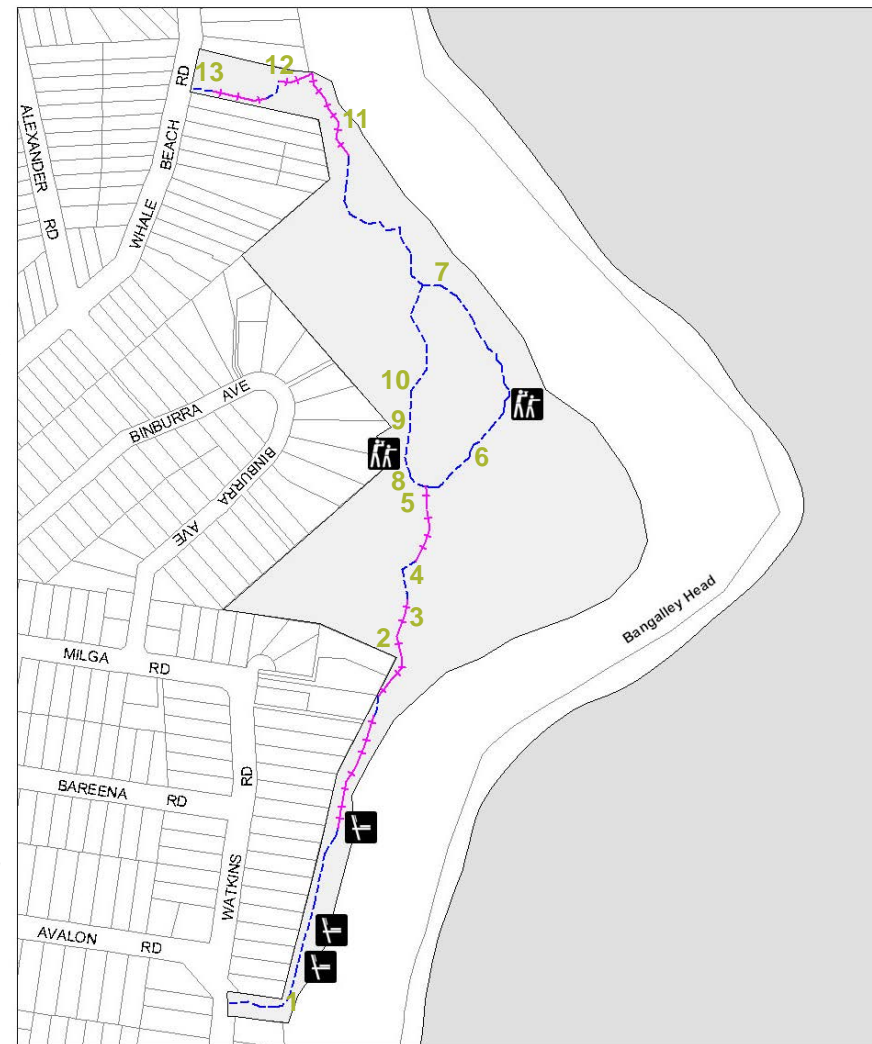 13
12
RD
11
ALEXANDER
RD
BEACH
WHALE
7
10
BINBURRA AVE
9
BINBURRA
AVE
6
8
5
4
3
2
Bangalley Head
MILGA RD
BAREENA RD
RD
WATKINS
AVALON RD
1